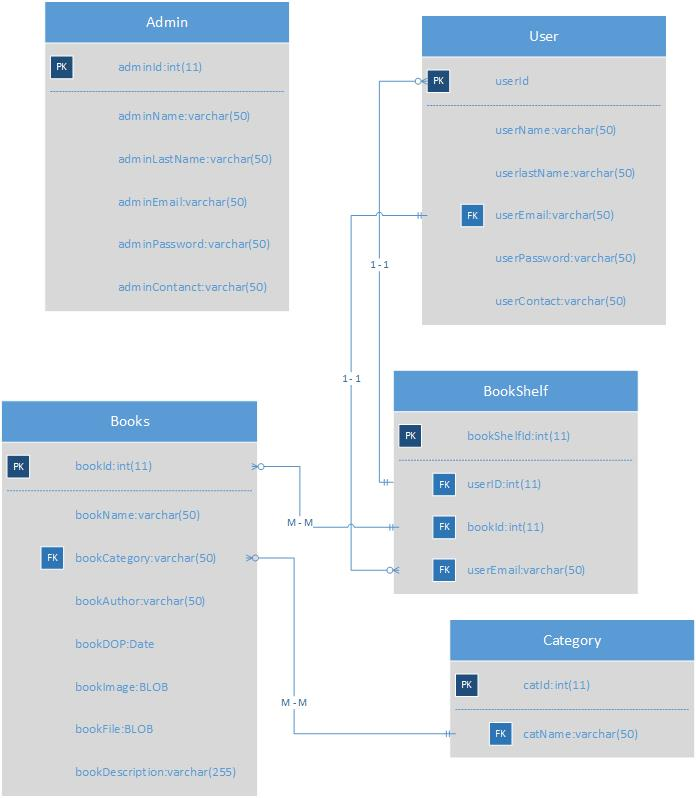 Admin
PK adminId:int(11)
adminName:varchar(50)
adminLastName:varchar(50)
adminEmail:varchar(50)
adminPassword:varchar(50)
adminContanct:varchar(50)
User
PK userId
userName:varchar(50)
userlastName:varchar(50)
FK userEmail:varchar(50)
userPassword:varchar(50)
userContact:varchar(50)
1-1
1-1
BookShelf
PK bookShelfId:int(11)
FK userID:int(11)
FK bookId:int(11)
FK userEmail:varchar(50)
Books
PK bookId:int(11)
bookName:varchar(50)
FK bookCategory:varchar(50)
bookAuthor:varchar(50)
bookDOP:Date
bookImage:BLOB
bookFile:BLOB
bookDescription:varchar(255)
M-M
M-M
Category
PK catId:int(11)
FK catName:varchar(50)